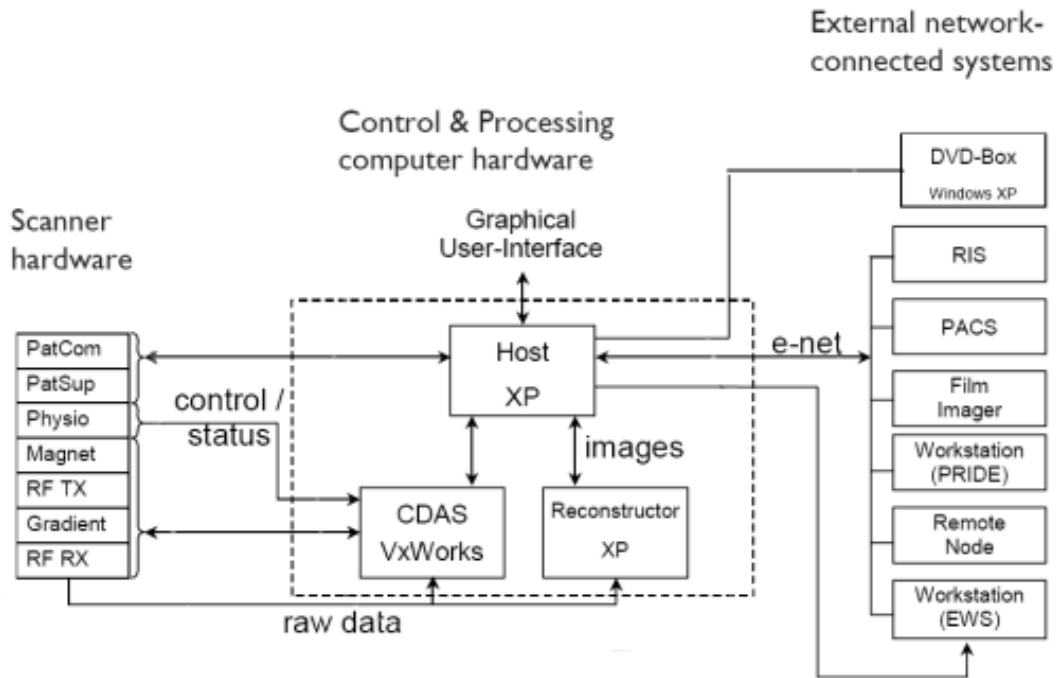 External network-
connected systems
Control & Processing
computer hardware
DVD-Box
Windows XP
Scanner
hardware
Graphical
User-Interface
RIS
PACS
e-net
Host
XP
PatCom
PatSup
Physio
Magnet
RF TX
Gradient
RF RX
control /
status
images
Film
Imager
Workstation
(PRIDE)
CDAS
VxWorks
Reconstructor
XP
Remote
Node
Workstation
(EWS)
raw data